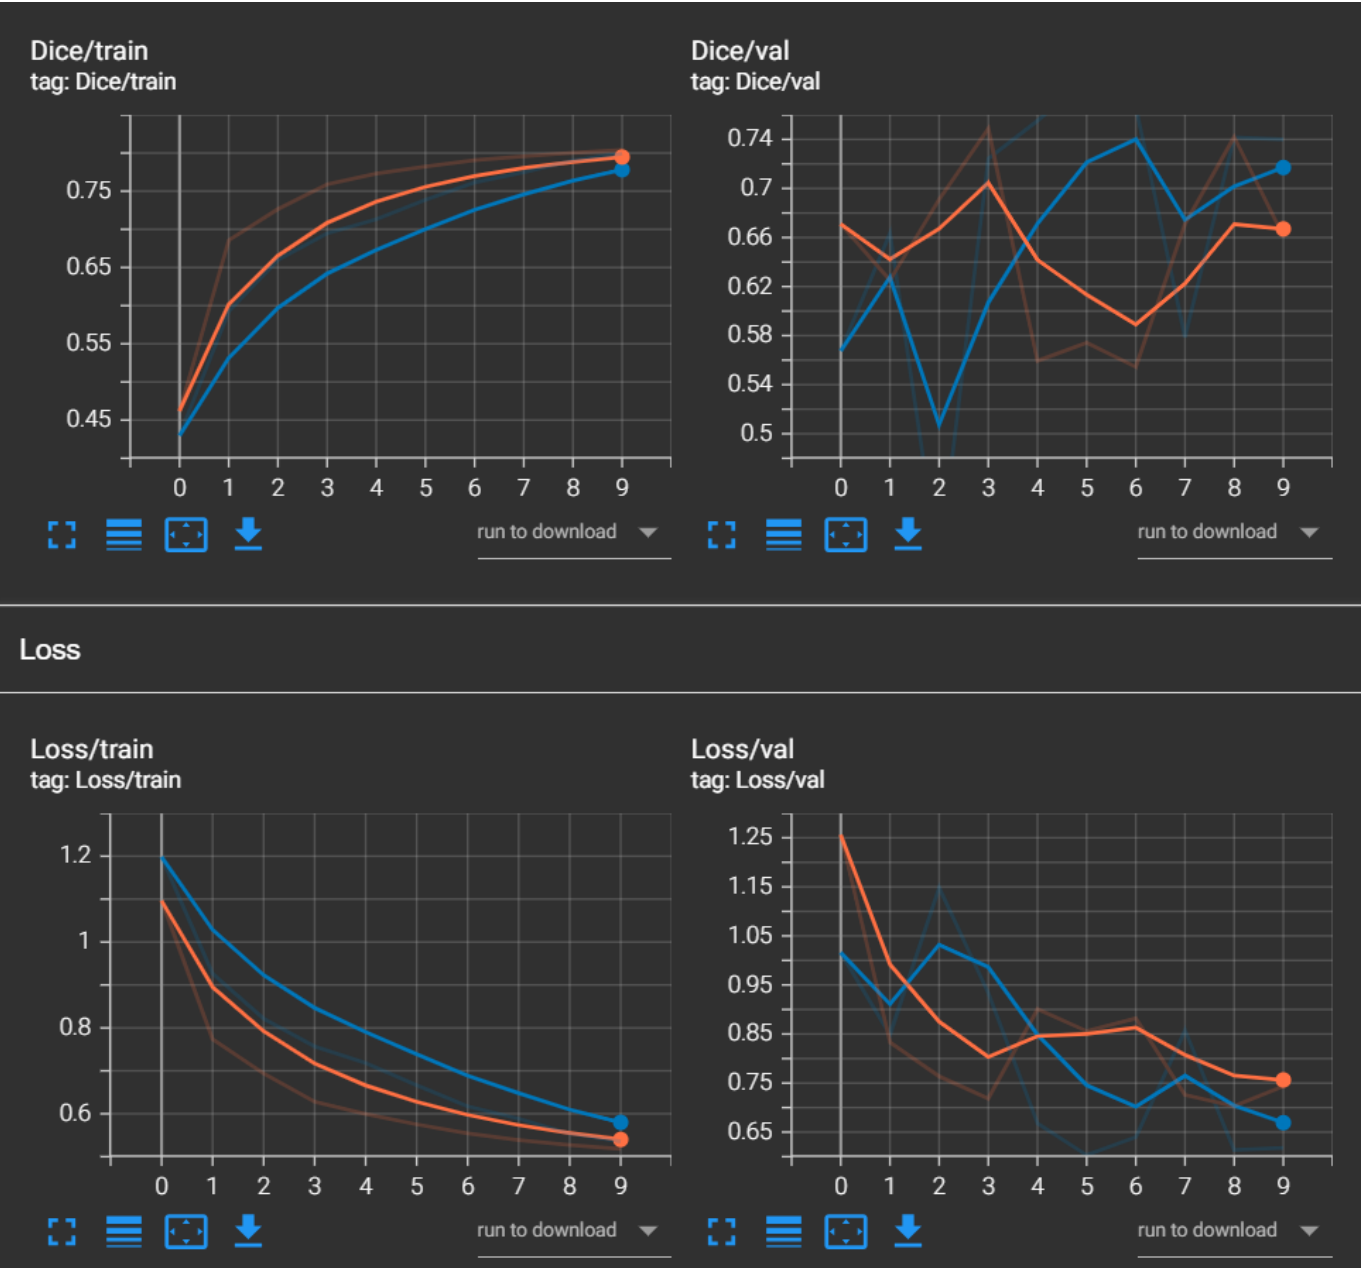 Dice/train
tag: Dice/train
0.75
0.65
0.55
0.45
0 1 2 3 4 5 6 7 8 9
run to download
Dice/val
tag: Dice/val
0.74
0.7
0.66
0.62
0.58
0.54
0.5
0 1 2 3 4 5 6 7 8 9
run to download
Loss
Loss/train
tag: Loss/train
1.2
1
0.8
0.6
0 1 2 3 4 5 6 7 8 9
run to download
Loss/val
tag: Loss/val
1.25
1.15
1.05
0.95
0.85
0.75
0.65
0 1 2 3 4 5 6 7 8 9
run to download